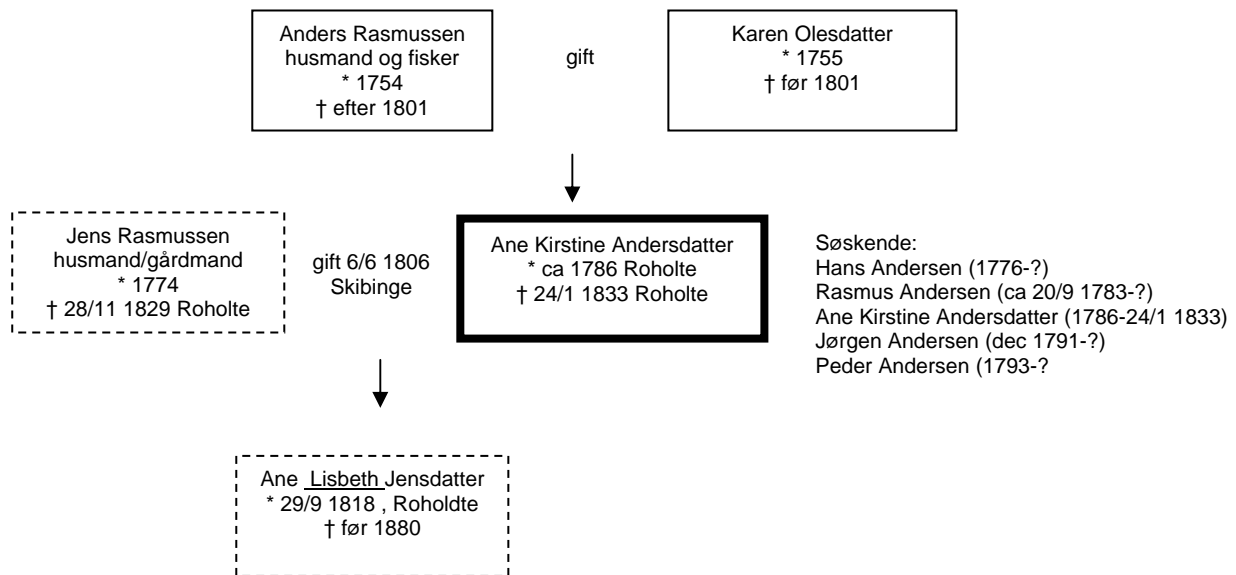 Anders Rasmussen
husmand og fisker
* 1754
† efter 1801
gift
Karen Olesdatter
* 1755
† før 1801
Jens Rasmussen
husmand/gårdmand
* 1774
† 28/11 1829 Roholte
gift 6/6 1806
Skibinge
Ane Kirstine Andersdatter
* ca 1786 Roholte
† 24/1 1833 Roholte
Søskende:
Hans Andersen (1776-?)
Rasmus Andersen (ca 20/9 1783-?)
Ane Kirstine Andersdatter (1786-24/1 1833)
Jørgen Andersen (dec 1791-?)
Peder Andersen (1793-?
Ane Lisbeth Jensdatter
* 29/9 1818 , Roholdte
† før 1880